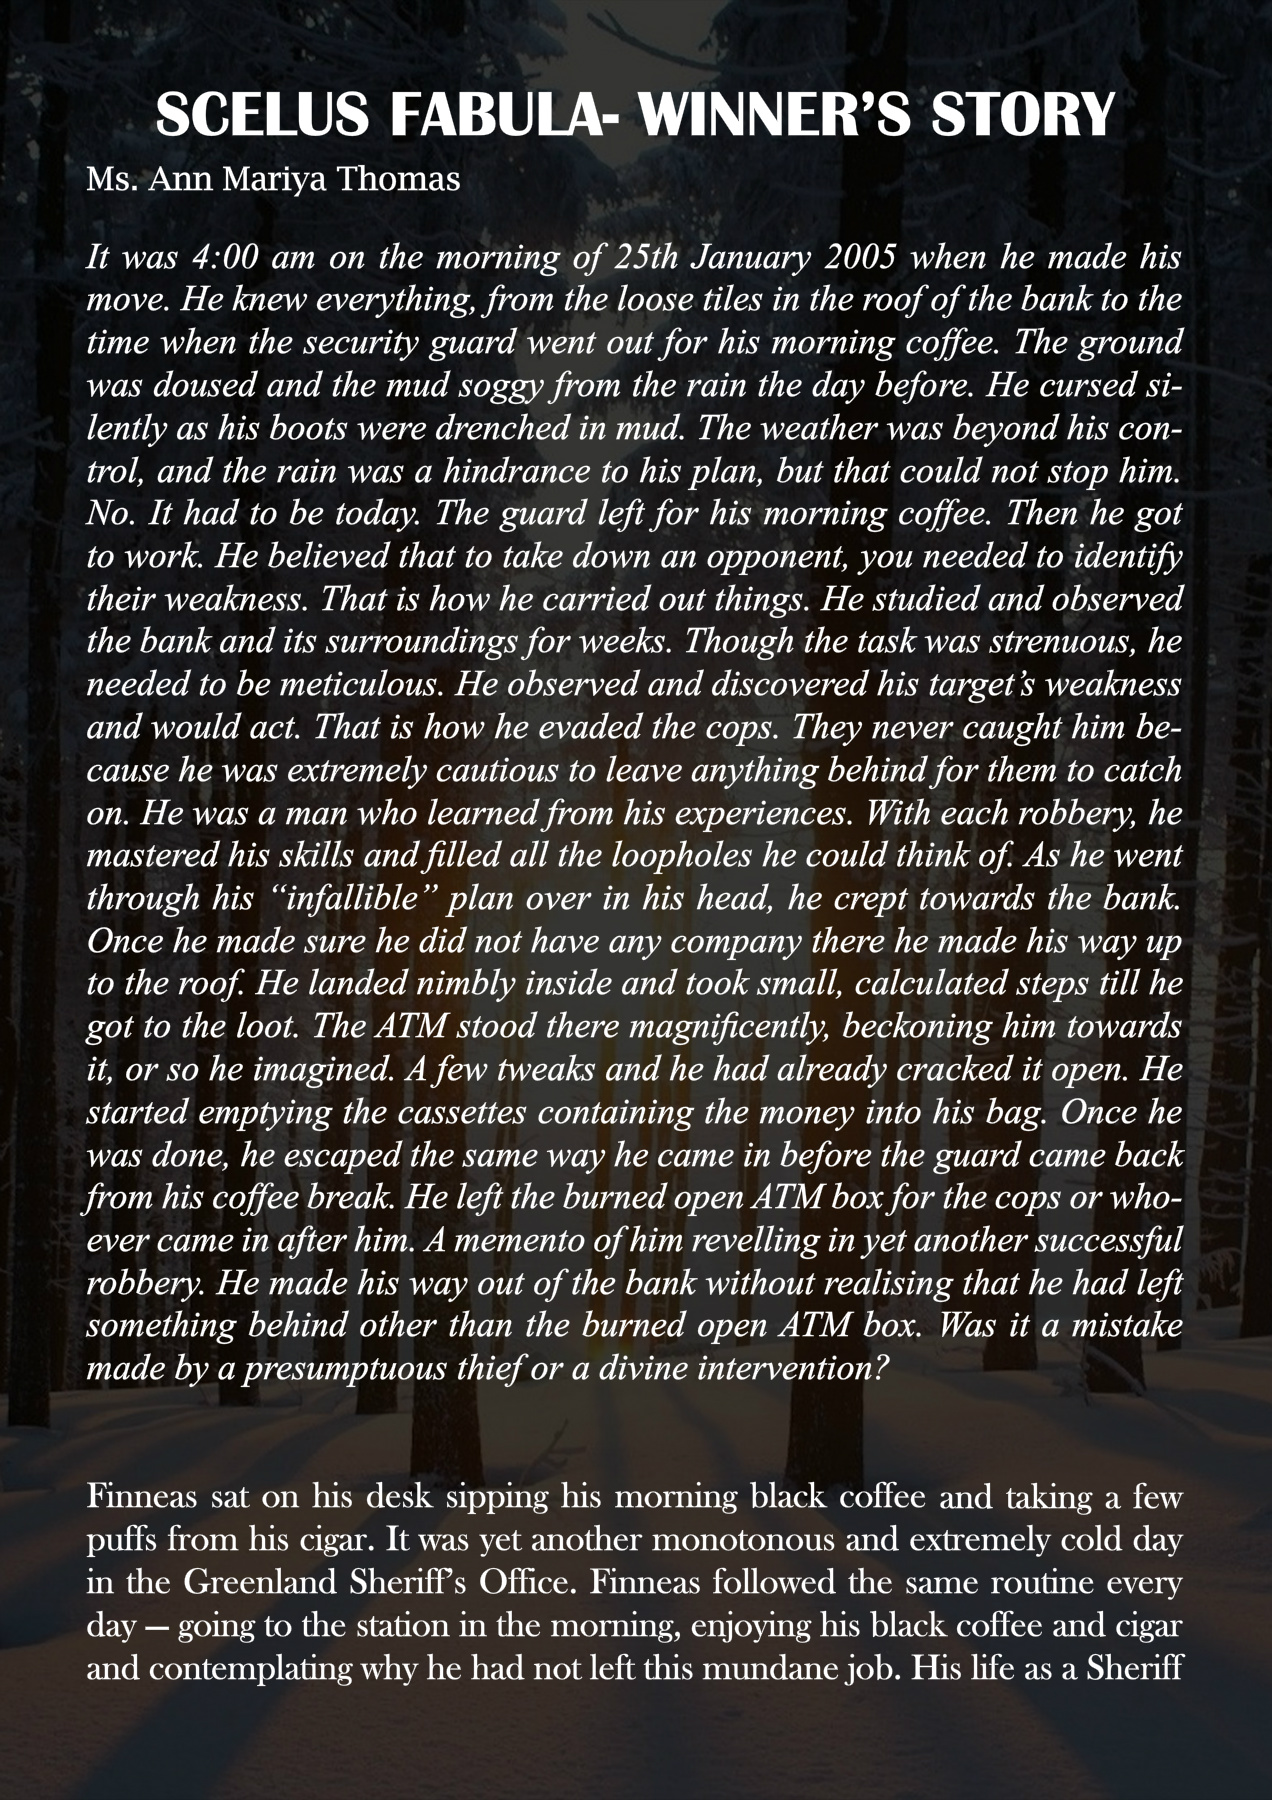 SCELUS FABULA- WINNER’S STORY
Ms. Ann Mariya Thomas
It was 4:00 am on the morning of 25th January 2005 when he made his
move. He knew everything, from the loose tiles in the roof of the bank to the
time when the security guard went out for his morning coffee. The ground
was doused and the mud soggy from the rain the day before. He cursed si-
lently as his boots were drenched in mud. The weather was beyond his con-
trol, and the rain was a hindrance to his plan, but that could not stop him.
No. It had to be today. The guard left for his morning coffee. Then he got
to work. He believed that to take down an opponent, you needed to identify
their weakness. That is how he carried out things. He studied and observed
the bank and its surroundings for weeks. Though the task was strenuous, he
needed to be meticulous. He observed and discovered his target’s weakness
and would act. That is how he evaded the cops. They never caught him be-
cause he was extremely cautious to leave anything behind for them to catch
on. He was a man who learned from his experiences. With each robbery, he
mastered his skills and filled all the loopholes he could think of. As he went
through his “infallible” plan over in his head, he crept towards the bank.
Once he made sure he did not have any company there he made his way up
to the roof. He landed nimbly inside and took small, calculated steps till he
got to the loot. The ATM stood there magnificently, beckoning him towards
it, or so he imagined. A few tweaks and he had already cracked it open. He
started emptying the cassettes containing the money into his bag. Once he
was done, he escaped the same way he came in before the guard came back
from his coffee break. He left the burned open ATM box for the cops or who-
ever came in after him. A memento of him revelling in yet another successful
robbery. He made his way out of the bank without realising that he had left
something behind other than the burned open ATM box. Was it a mistake
made by a presumptuous thief or a divine intervention?
Finneas sat on his desk sipping his morning black coffee and taking a few
puffs from his cigar. It was yet another monotonous and extremely cold day
in the Greenland Sheriff’s Office. Finneas followed the same routine every
day — going to the station in the morning, enjoying his black coffee and cigar
and contemplating why he had not left this mundane job. His life as a Sheriff